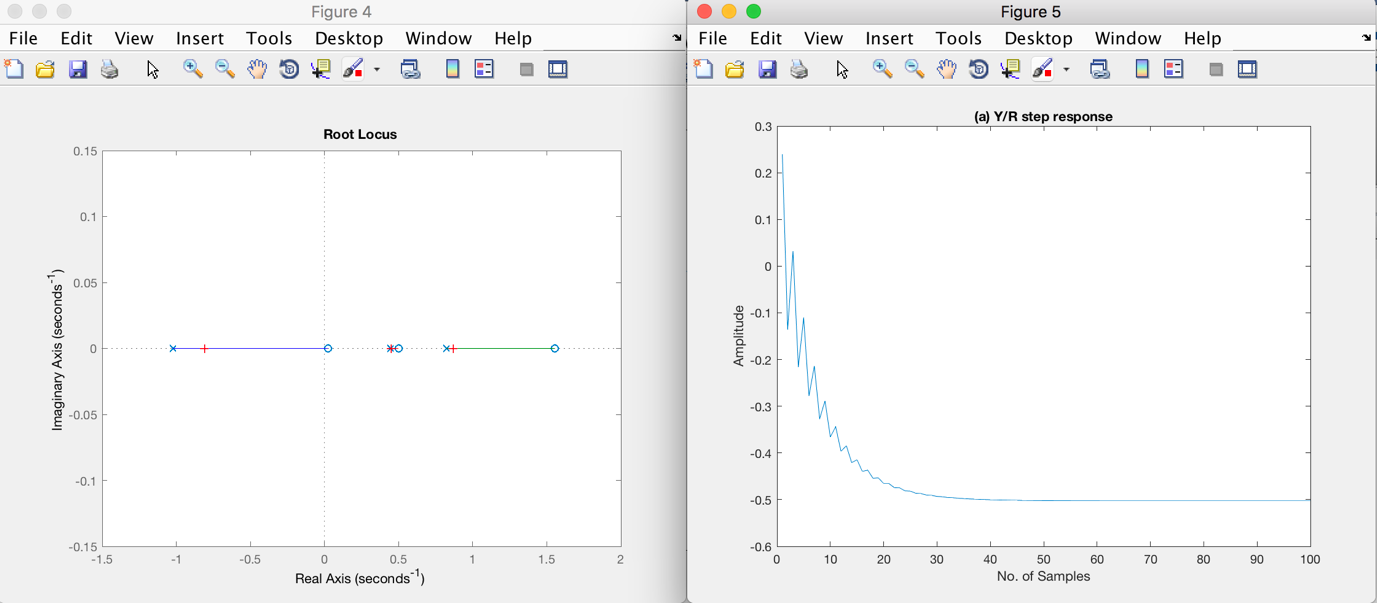 Figure 4
File Edit View Insert Tools Desktop Window Help
Root Locus
0.15
0.1
0.05
0
-0.05
-0.1
-0.15
Imaginary Axis (seconds⁻¹)
-1.5 -1 -0.5 0 0.5 1 1.5 2
Real Axis (seconds⁻¹)
Figure 5
File Edit View Insert Tools Desktop Window Help
(a) Y/R step response
0.3
0.2
0.1
0
-0.1
-0.2
-0.3
-0.4
-0.5
-0.6
Amplitude
0 10 20 30 40 50 60 70 80 90 100
No. of Samples